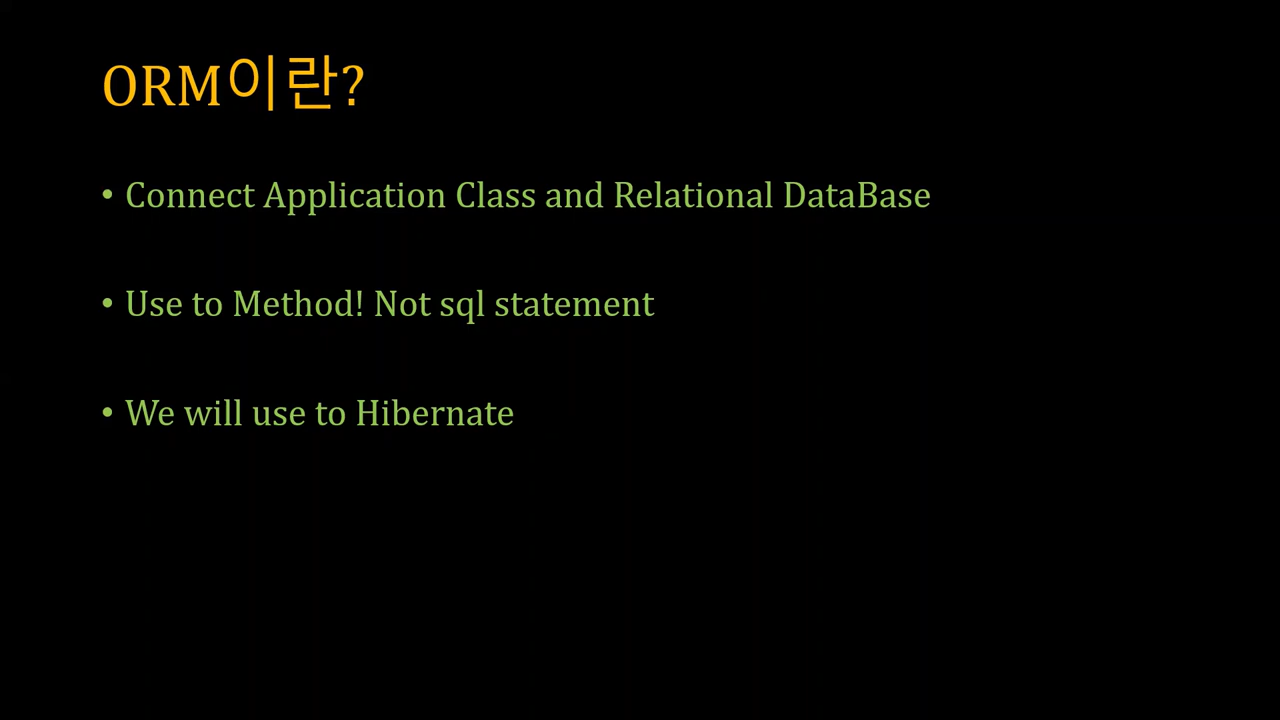 ORM이란?
• Connect Application Class and Relational DataBase
• Use to Method! Not sql statement
• We will use to Hibernate